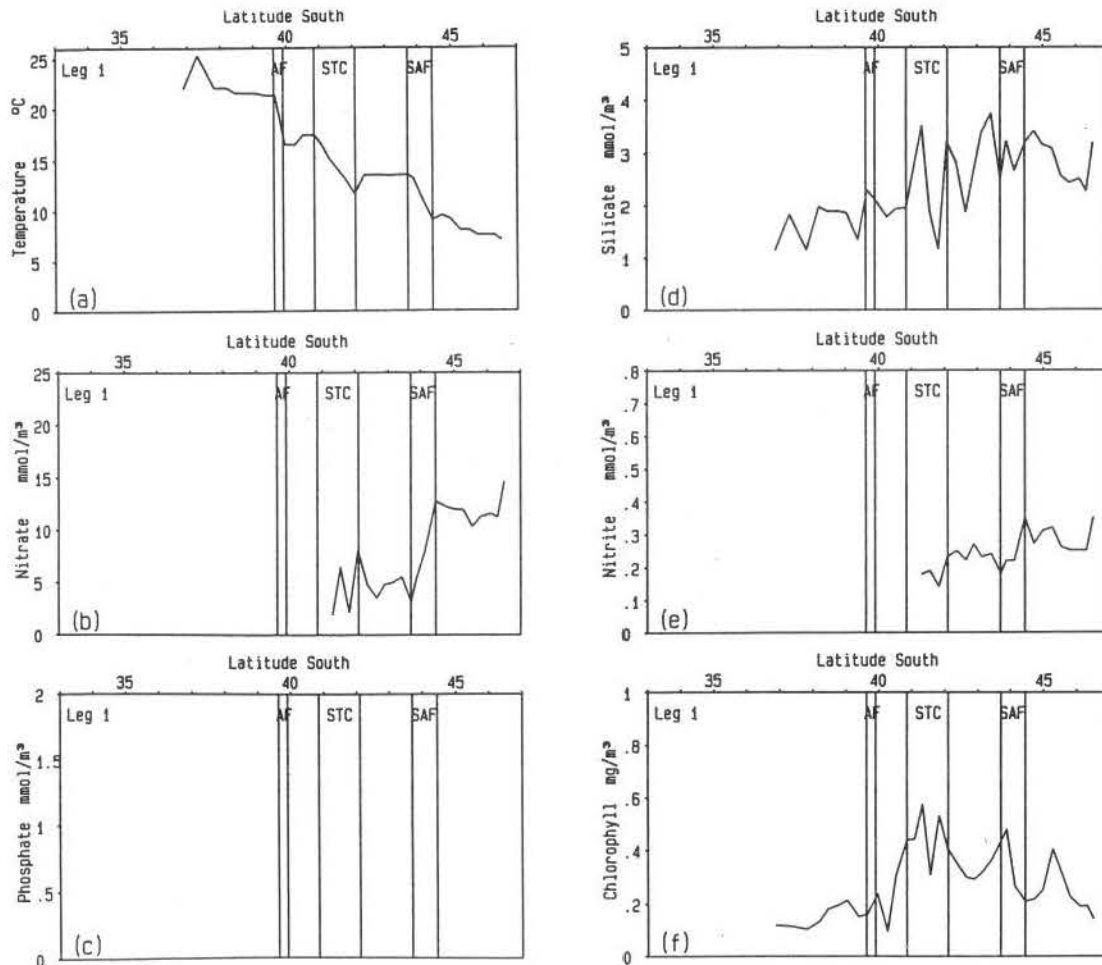 Latitude South
35 40 45
25
20
15
10
5
0
Temperature °C
Leg 1 AF STC SAF
(a)
Latitude South
35 40 45
5
4
3
2
1
0
Silicate mmol/m³
Leg 1 AF STC SAF
(d)
Latitude South
35 40 45
25
20
15
10
5
0
Nitrate mmol/m³
Leg 1 AF STC SAF
(b)
Latitude South
35 40 45
.8
.7
.6
.5
.4
.3
.2
.1
0
Nitrite mmol/m³
Leg 1 AF STC SAF
(e)
Latitude South
35 40 45
2
1.5
1
.5
0
Phosphate mmol/m³
Leg 1 AF STC SAF
(c)
Latitude South
35 40 45
1
.8
.6
.4
.2
0
Chlorophyll mg/m³
Leg 1 AF STC SAF
(f)